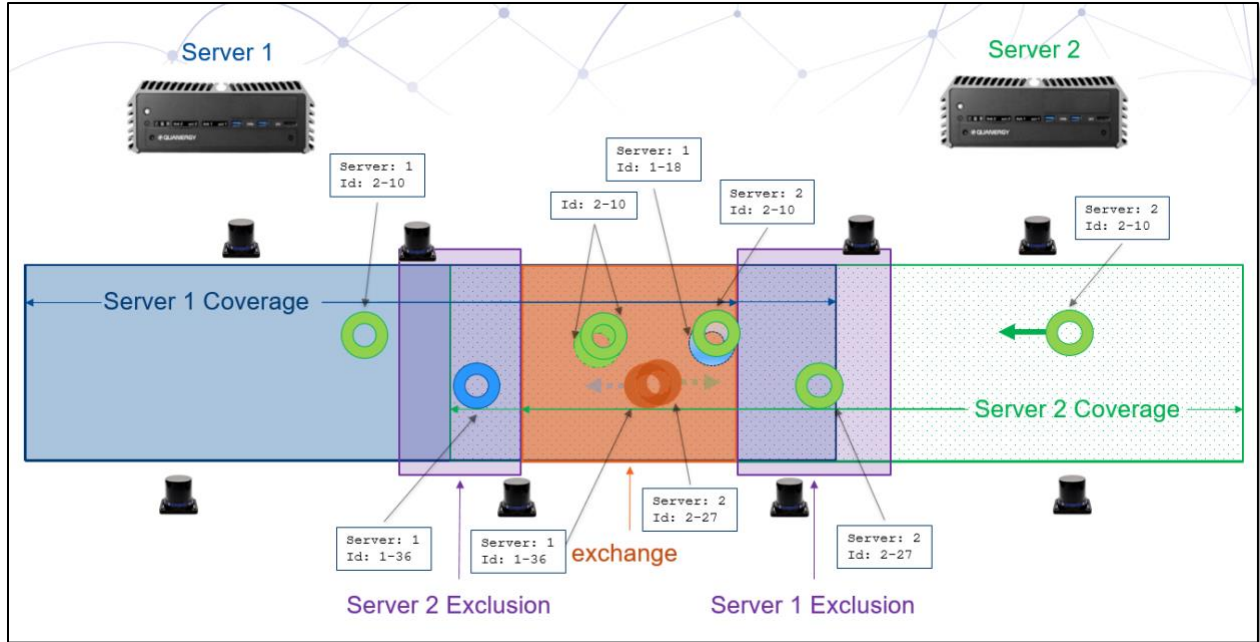 Server 1
Server 2
QUANERGY
QUANERGY
Server: 1
Id: 2-10
Id: 2-10
Server: 1
Id: 1-18
Server: 2
Id: 2-10
Server: 2
Id: 2-10
Server 1 Coverage
Server 2 Coverage
Server: 1
Id: 1-36
Server: 1
Id: 1-36
Server: 2
Id: 2-27
Server: 2
Id: 2-27
exchange
Server 2 Exclusion
Server 1 Exclusion